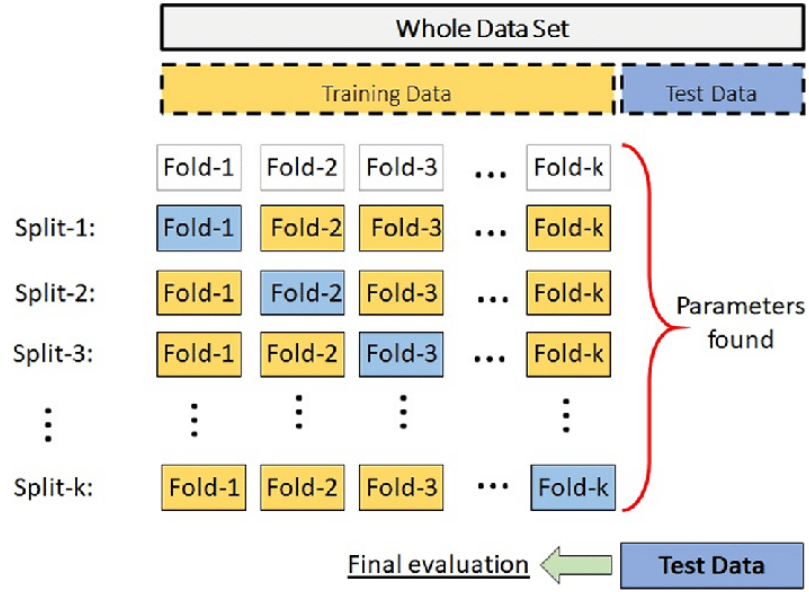 Whole Data Set
Training Data Test Data
Fold-1 Fold-2 Fold-3 ... Fold-k
Split-1: Fold-1 Fold-2 Fold-3 ... Fold-k
Split-2: Fold-1 Fold-2 Fold-3 ... Fold-k
Parameters found
Split-3: Fold-1 Fold-2 Fold-3 ... Fold-k
Split-k: Fold-1 Fold-2 Fold-3 ... Fold-k
Final evaluation Test Data